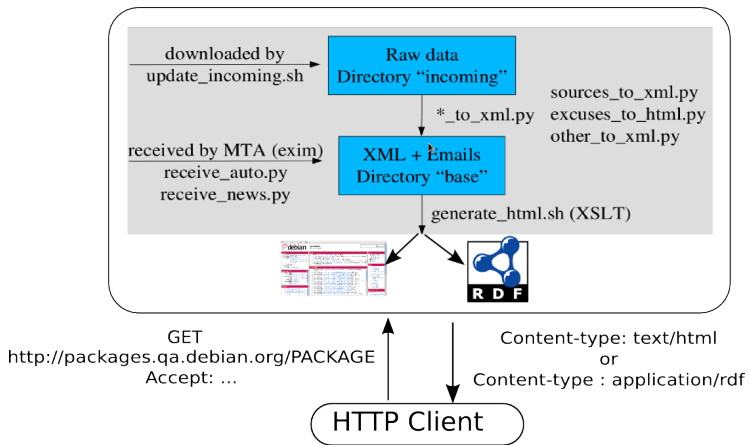 downloaded by
update_incoming.sh
Raw data
Directory “incoming”
*_to_xml.py
sources_to_xml.py
excuses_to_html.py
other_to_xml.py
received by MTA (exim)
receive_auto.py
receive_news.py
XML + Emails
Directory “base”
generate_html.sh (XSLT)
debian
RDF
GET
http://packages.qa.debian.org/PACKAGE
Accept: ...
Content-type: text/html
or
Content-type : application/rdf
HTTP Client